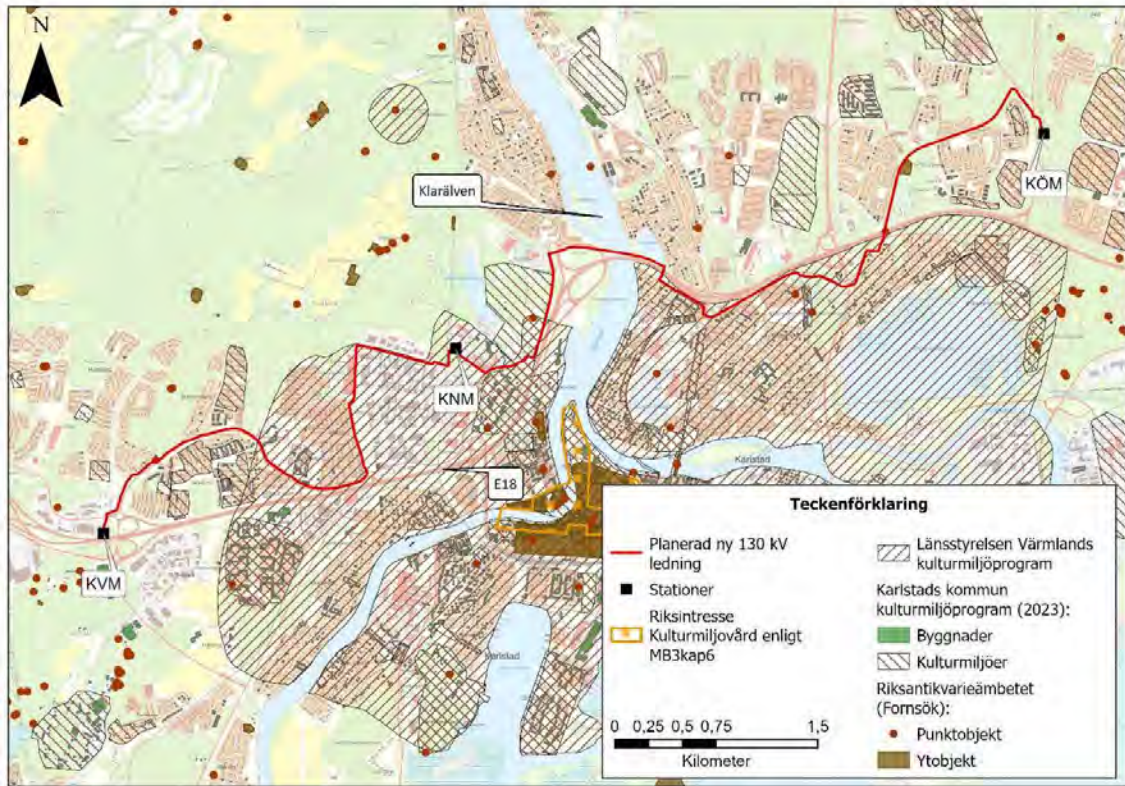 N
Klarälven
KÖM
KNM
E18
KVM
Karlstad
Karlstad
Teckenförklaring
Planerad ny 130 kV
ledning
Stationer
Riksintresse
Kulturmiljövård enligt
MB3kap6
0 0,25 0,5 0,75 1,5
Kilometer
Länsstyrelsen Värmlands
kulturmiljöprogram
Karlstads kommun
kulturmiljöprogram (2023):
Byggnader
Kulturmiljöer
Riksantikvarieämbetet
(Fornsök):
Punktobjekt
Ytobjekt